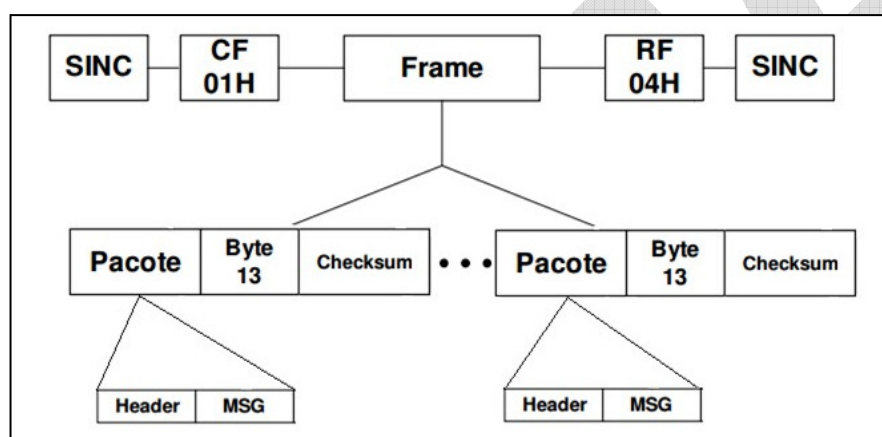 SINC CF 01H Frame RF 04H SINC
Pacote Byte 13 Checksum ••• Pacote Byte 13 Checksum
Header MSG Header MSG